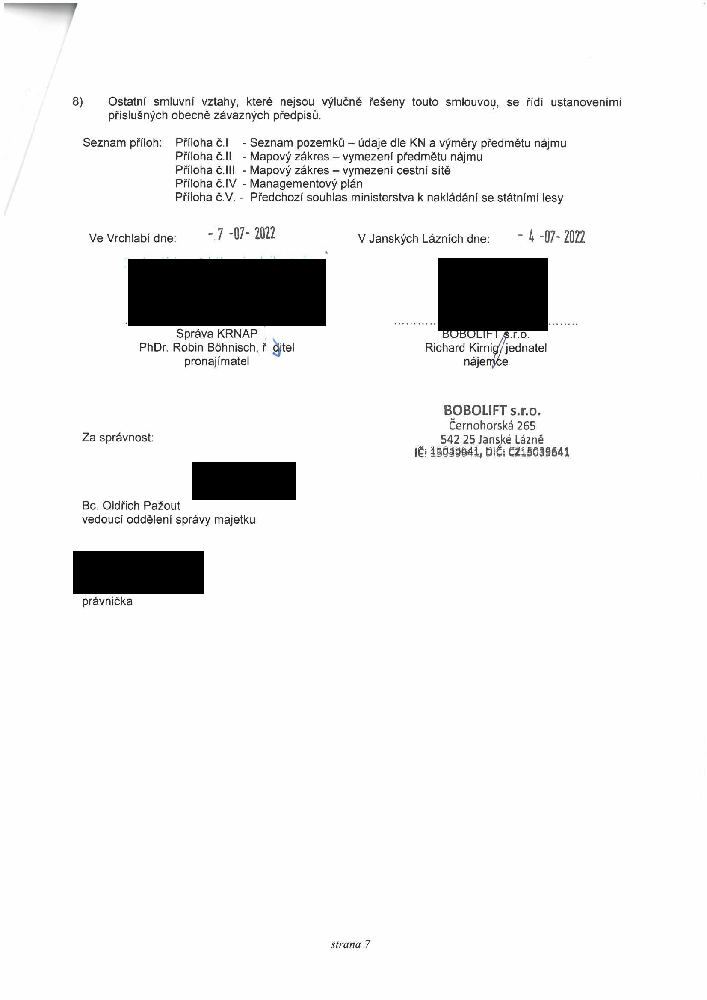 8) Ostatní smluvní vztahy, které nejsou výlučně řešeny touto smlouvou, se řídí ustanoveními
příslušných obecně závazných předpisů.
Seznam příloh: Příloha č.I - Seznam pozemků – údaje dle KN a výměry předmětu nájmu
Příloha č.II - Mapový zákres – vymezení předmětu nájmu
Příloha č.III - Mapový zákres – vymezení cestní sítě
Příloha č.IV - Managementový plán
Příloha č.V. - Předchozí souhlas ministerstva k nakládání se státními lesy
Ve Vrchlabí dne: - 7 -07- 2022
V Janských Lázních dne: - 4 -07- 2022
Správa KRNAP
PhDr. Robin Böhnisch, ř ditel
pronajímatel
BOBOLIFT s.r.o.
Richard Kirnig, jednatel
nájemce
BOBOLIFT s.r.o.
Černohorská 265
542 25 Janské Lázně
IČ: 15039641, DIČ: CZ15039641
Za správnost:
Bc. Oldřich Pažout
vedoucí oddělení správy majetku
právnička
strana 7